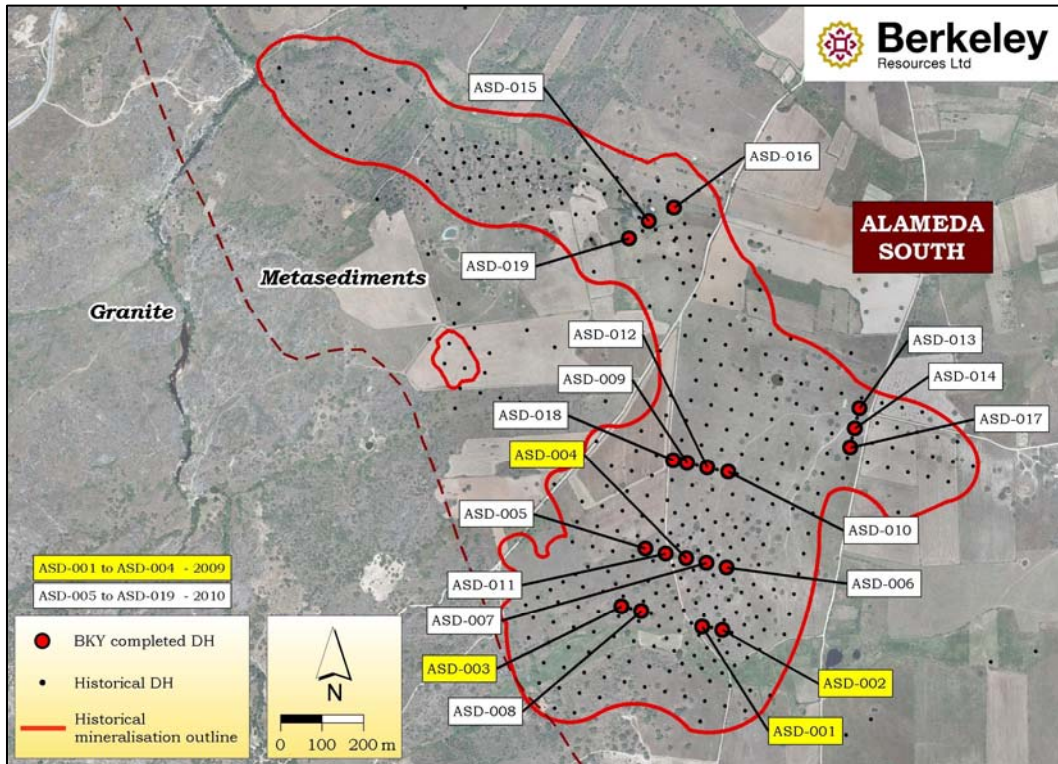 Berkeley
Resources Ltd
ASD-015
ASD-016
ALAMEDA
SOUTH
ASD-019
Metasediments
Granite
ASD-012
ASD-013
ASD-009
ASD-014
ASD-018
ASD-017
ASD-004
ASD-005
ASD-010
ASD-011
ASD-006
ASD-007
ASD-003
ASD-002
ASD-008
ASD-001
ASD-001 to ASD-004 - 2009
ASD-005 to ASD-019 - 2010
BKY completed DH
Historical DH
Historical
mineralisation outline
N
0 100 200 m